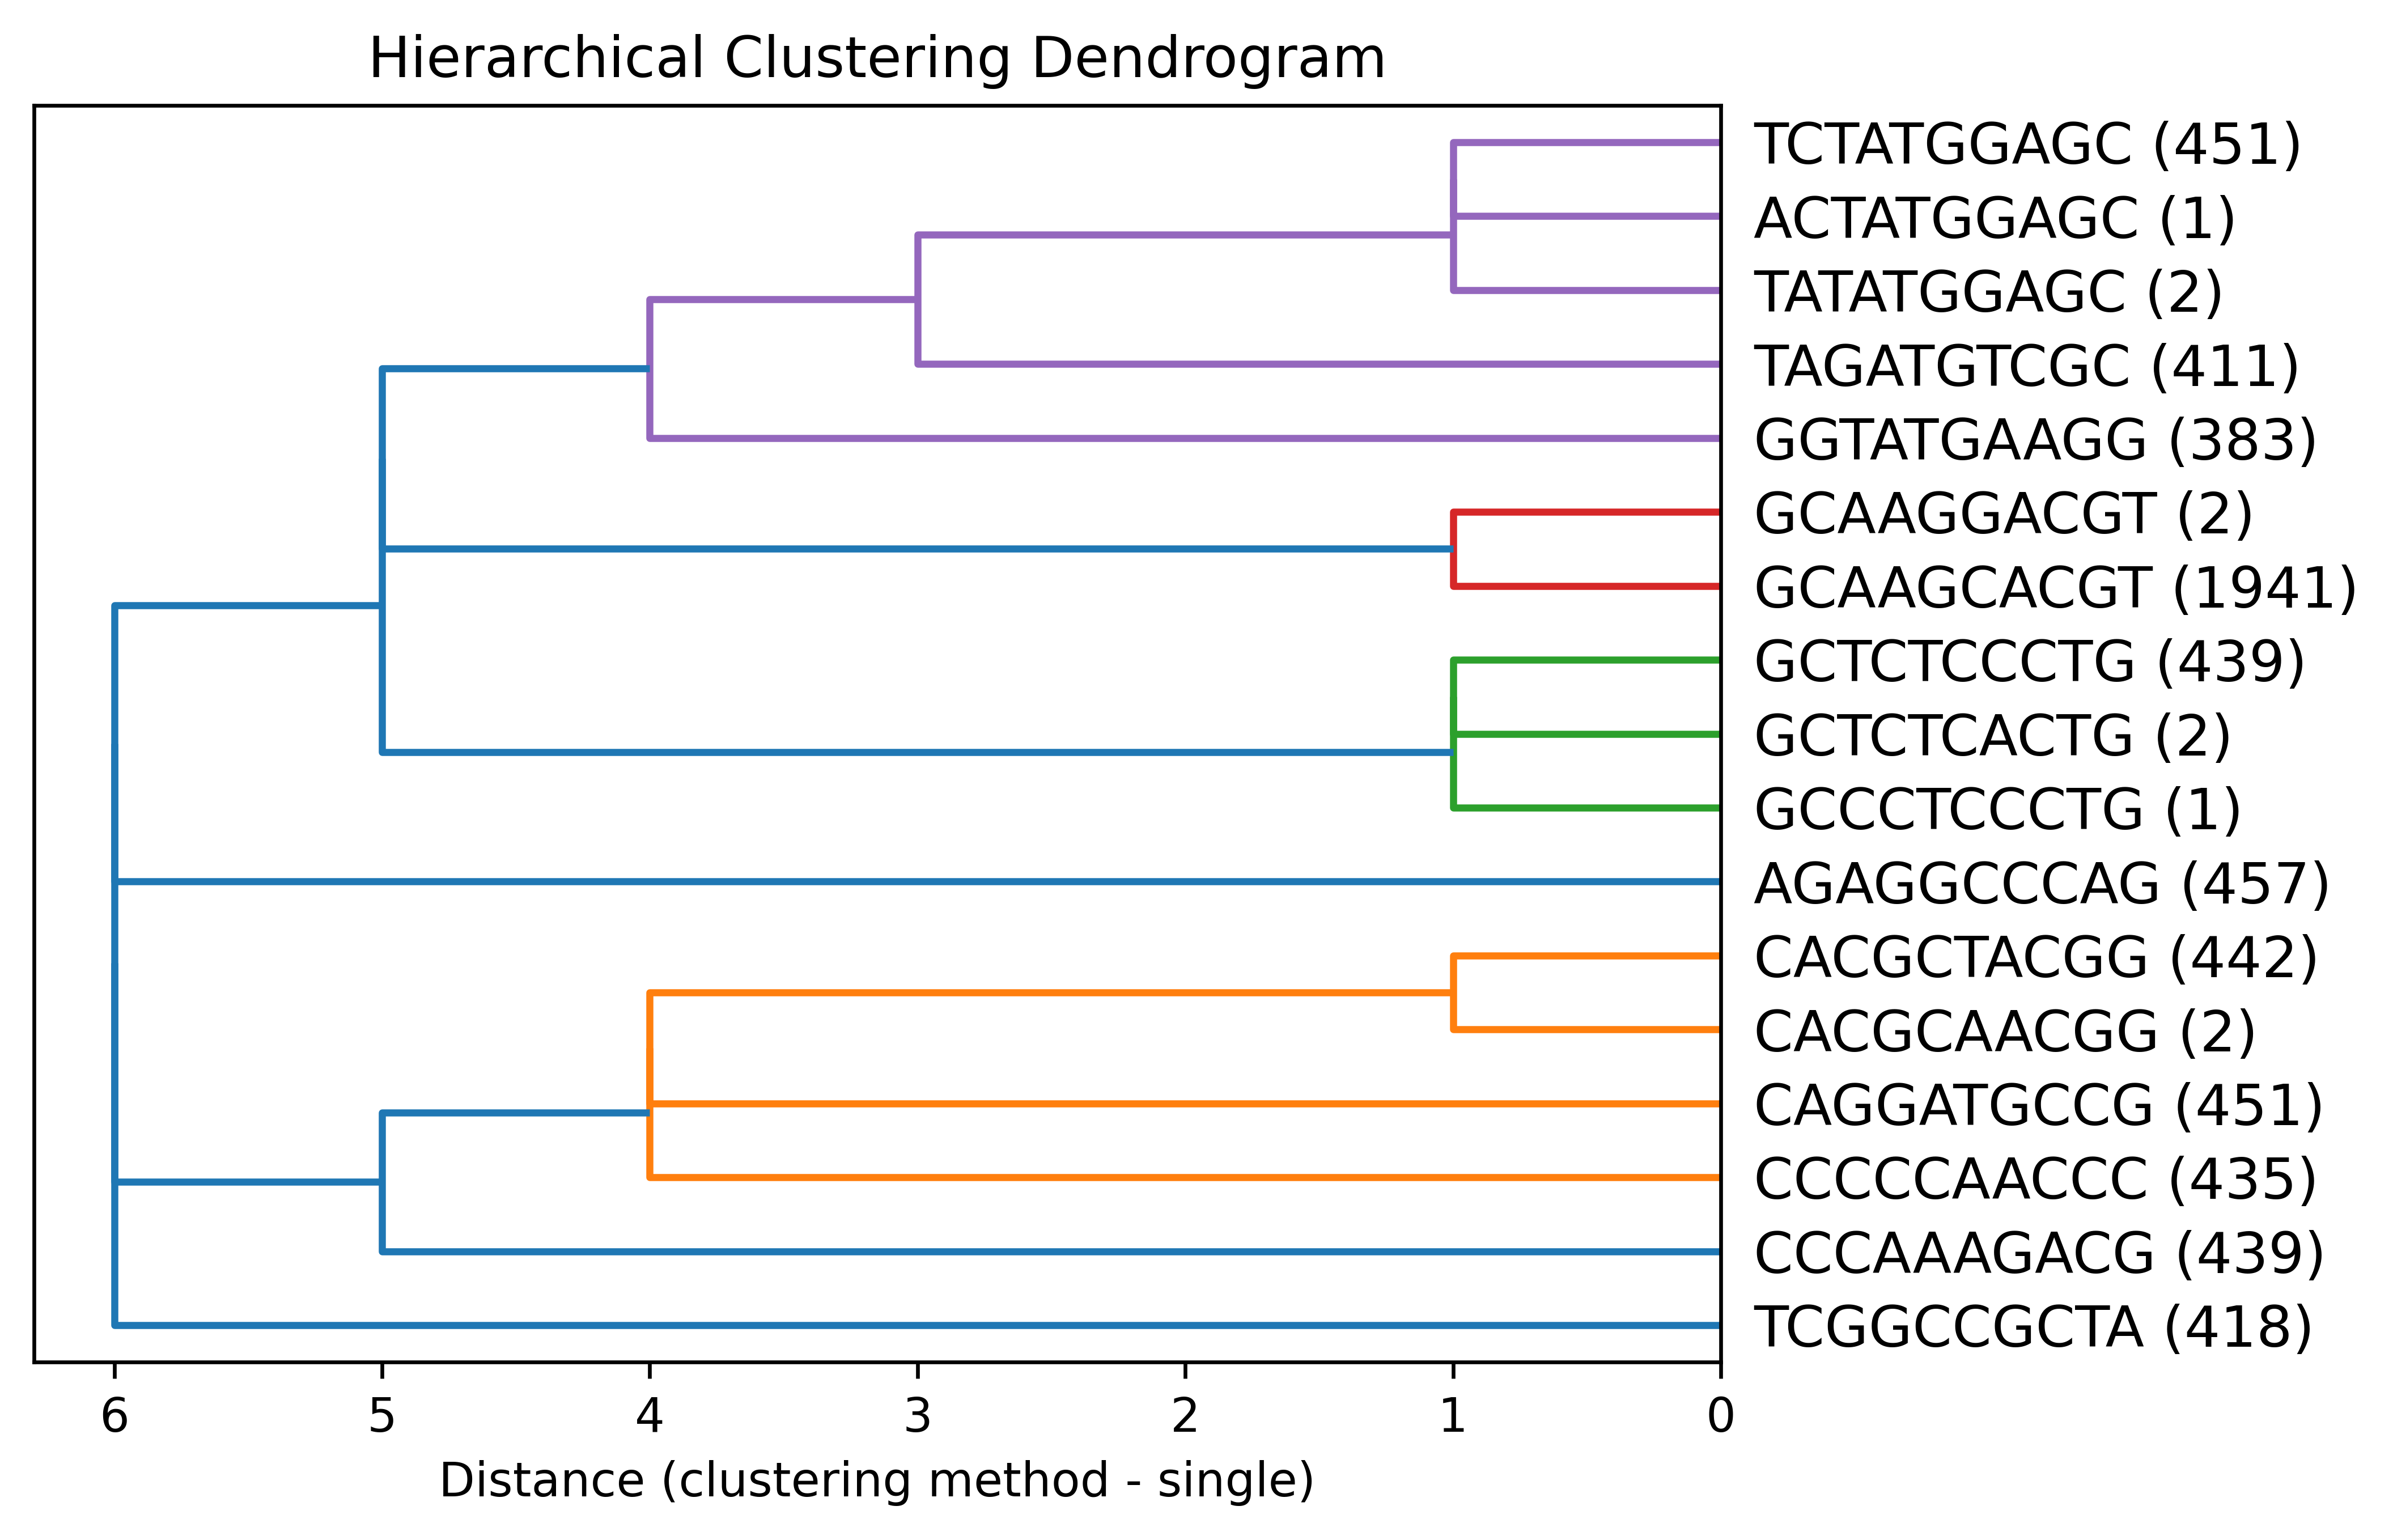 Hierarchical Clustering Dendrogram
TCTATGGAGC (451)
ACTATGGAGC (1)
TATATGGAGC (2)
TAGATGTCGC (411)
GGTATGAAGG (383)
GCAAGGACGT (2)
GCAAGCACGT (1941)
GCTCTCCCTG (439)
GCTCTCACTG (2)
GCCCTCCCTG (1)
AGAGGCCCAG (457)
CACGCTACGG (442)
CACGCAACGG (2)
CAGGATGCCG (451)
CCCCCAACCC (435)
CCCAAAGACG (439)
TCGGCCGCTA (418)
6 5 4 3 2 1 0
Distance (clustering method - single)